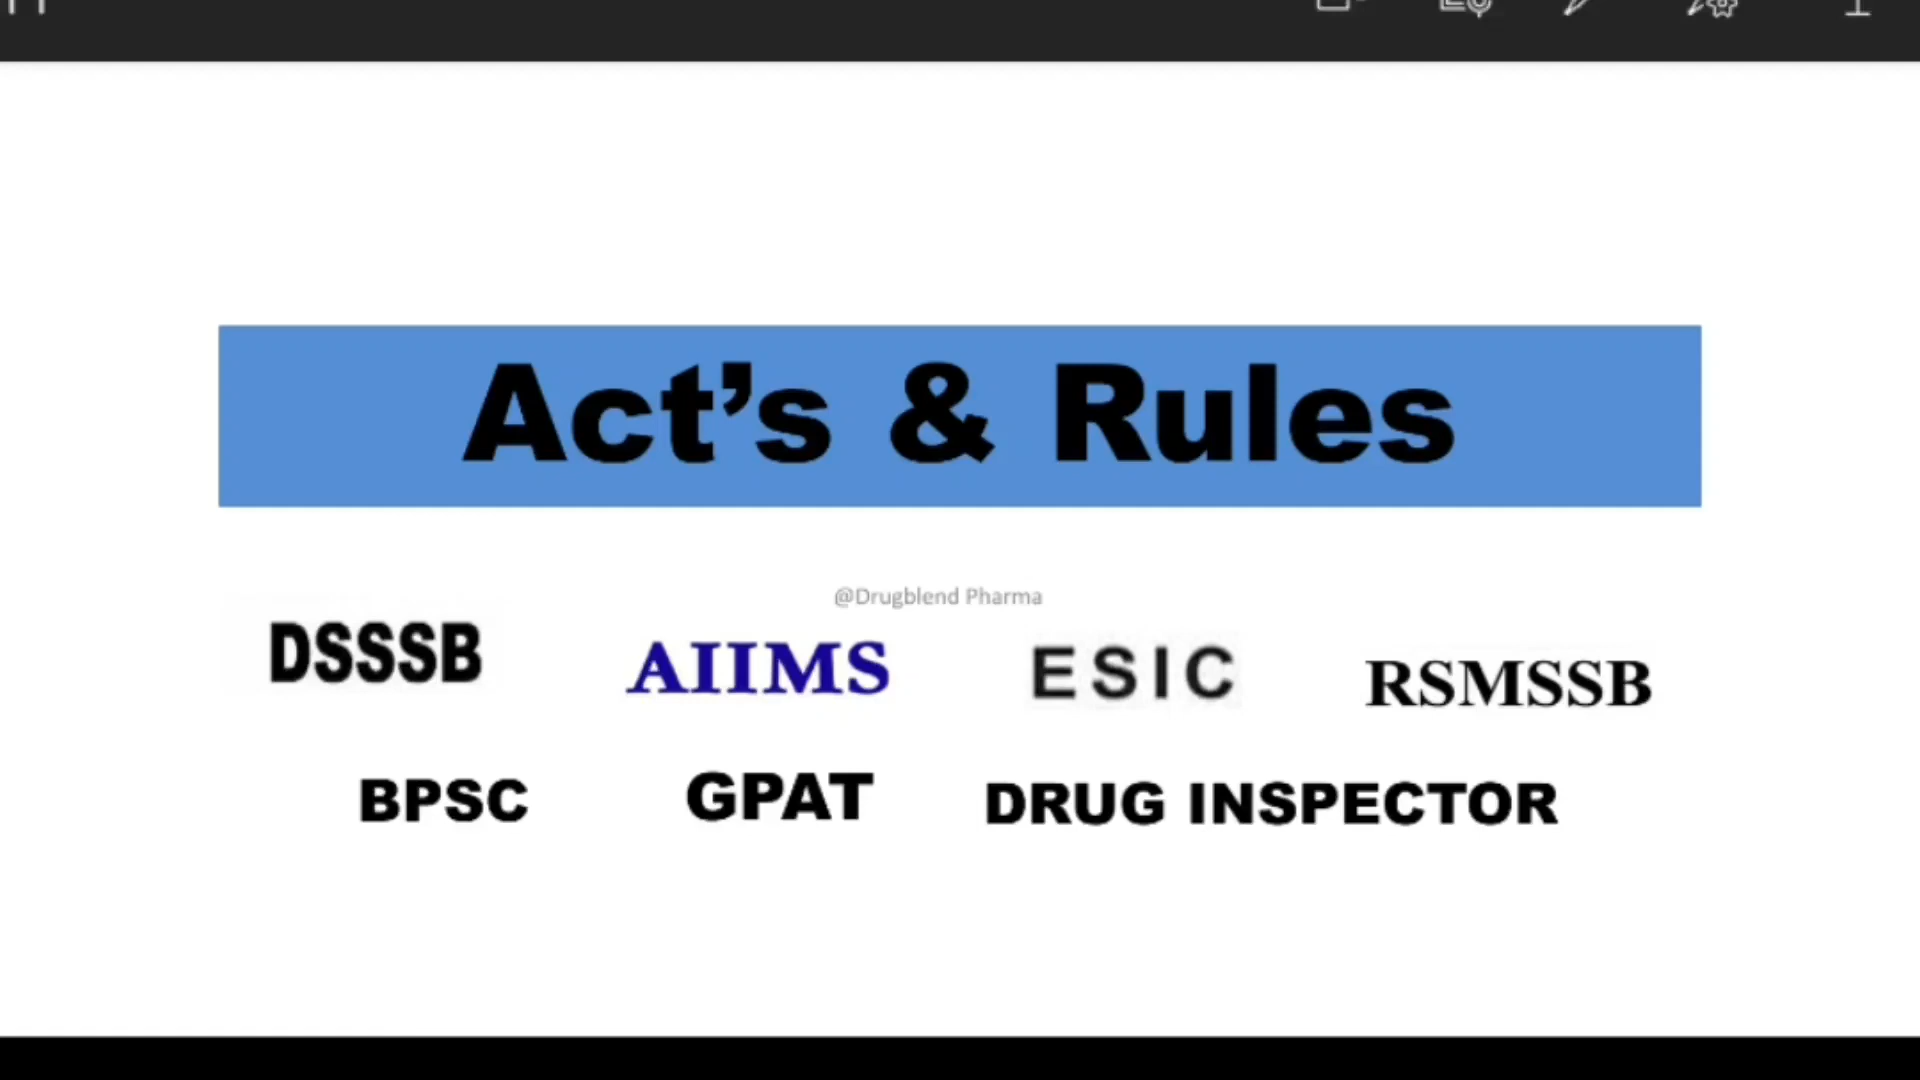 Act’s & Rules
@Drugblend Pharma
DSSSB AIIMS ESIC RSMSSB
BPSC GPAT DRUG INSPECTOR